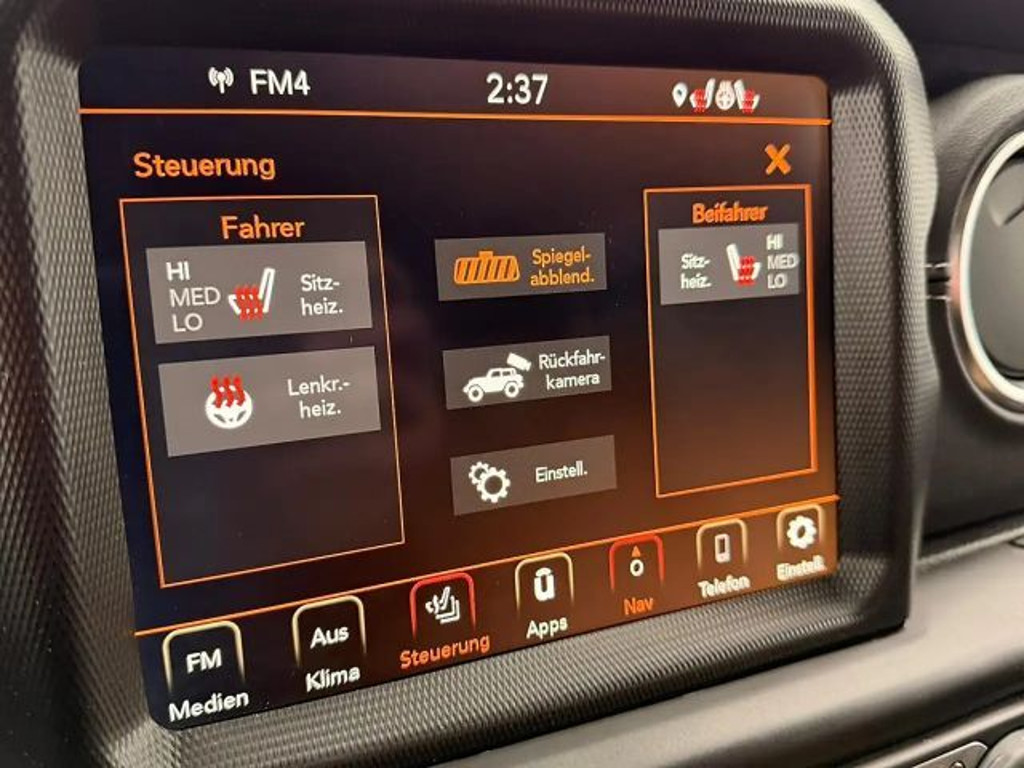 FM4
2:37
Steuerung
Fahrer
HI
MED
LO
Sitz-
heiz.
Lenkr.-
heiz.
Spiegel-
abblend.
Rückfahr-
kamera
Einstell.
Beifahrer
Sitz-
heiz.
HI
MED
LO
FM
Medien
Aus
Klima
Steuerung
Apps
Nav
Telefon
Einstell.